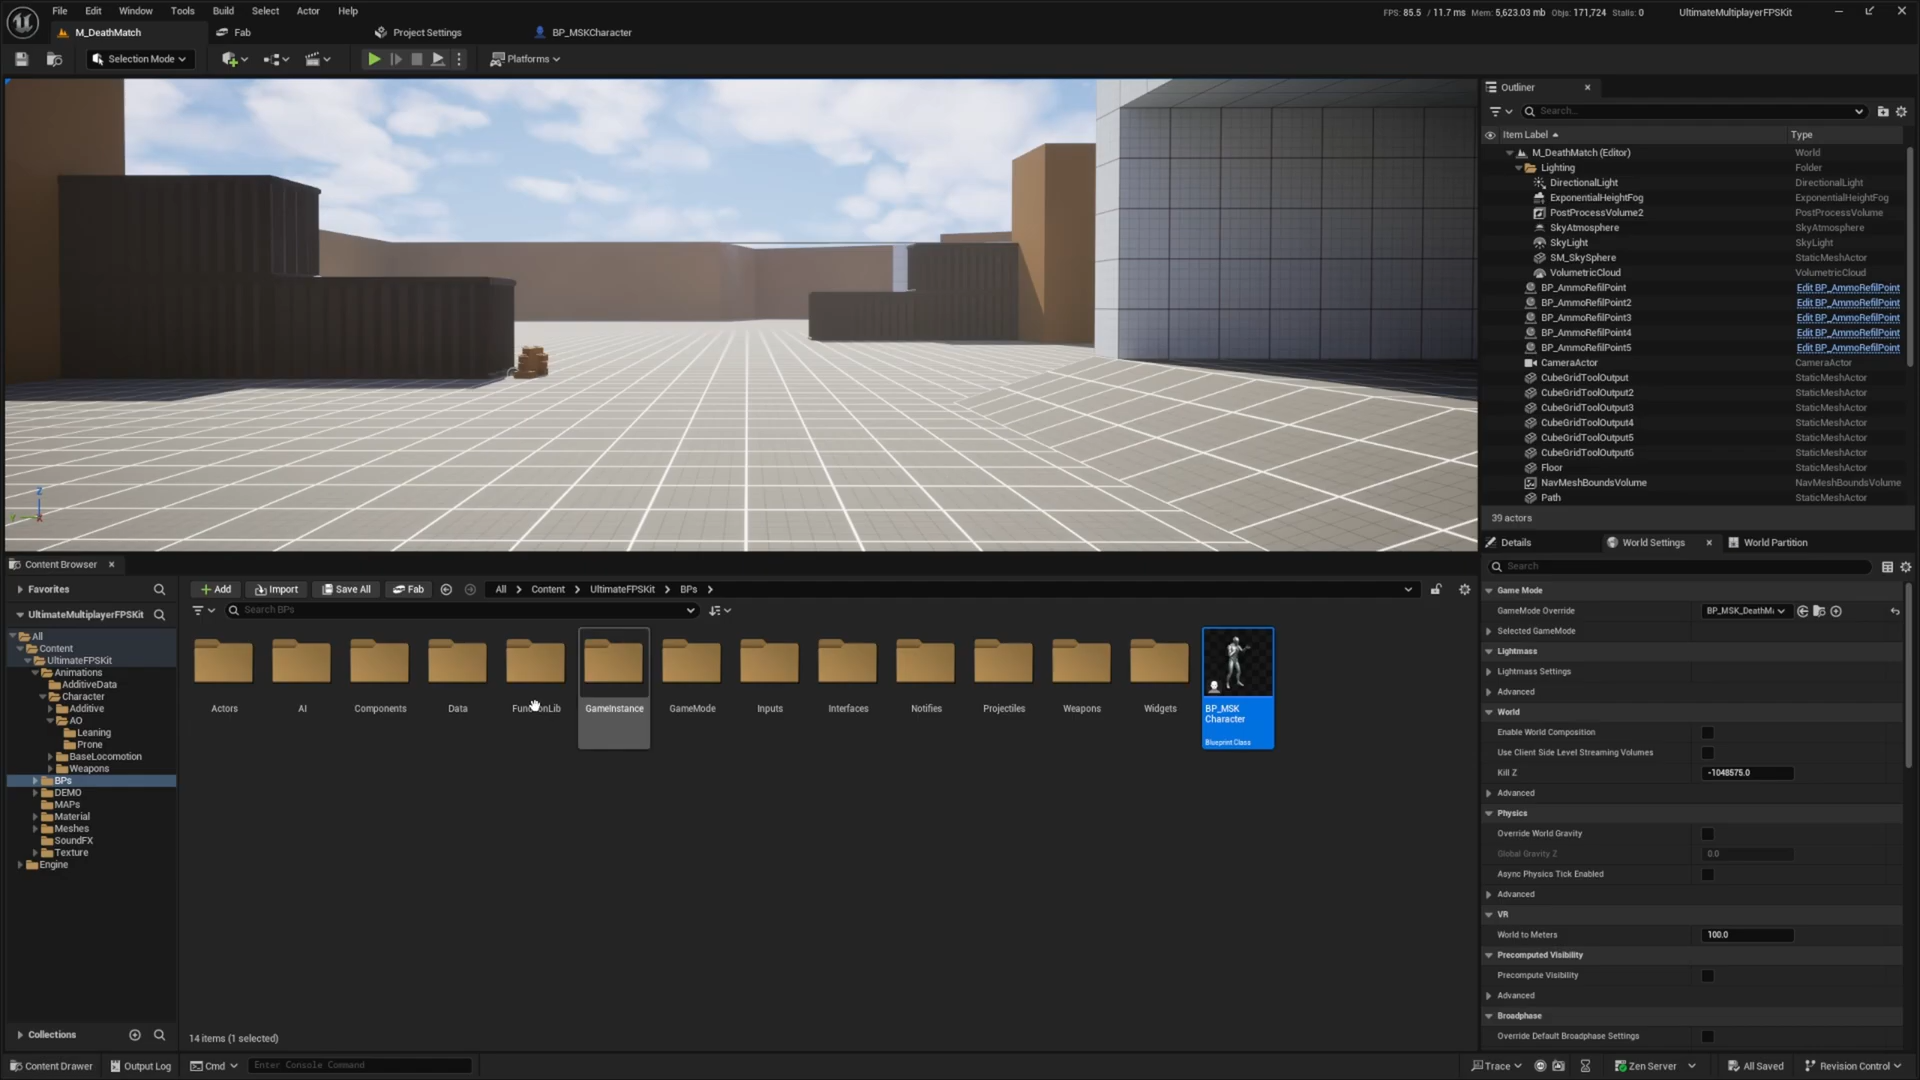 File Edit Window Tools Build Select Actor Help
FPS: 85.5 / 11.7 ms Mem: 5,623.03 mb Objs: 171,724 Stalls: 0 UltimateMultiplayerFPSKit
M_DeathMatch Fab Project Settings BP_MSKCharacter
Selection Mode Platforms
Outliner
Search...
Item Label Type
M_DeathMatch (Editor) World
Lighting Folder
DirectionalLight DirectionalLight
ExponentialHeightFog ExponentialHeightFog
PostProcessVolume2 PostProcessVolume
SkyAtmosphere SkyAtmosphere
SkyLight SkyLight
SM_SkySphere StaticMeshActor
VolumetricCloud VolumetricCloud
BP_AmmoRefilPoint Edit BP_AmmoRefilPoint
BP_AmmoRefilPoint2 Edit BP_AmmoRefilPoint
BP_AmmoRefilPoint3 Edit BP_AmmoRefilPoint
BP_AmmoRefilPoint4 Edit BP_AmmoRefilPoint
BP_AmmoRefilPoint5 Edit BP_AmmoRefilPoint
CameraActor CameraActor
CubeGridToolOutput StaticMeshActor
CubeGridToolOutput2 StaticMeshActor
CubeGridToolOutput3 StaticMeshActor
CubeGridToolOutput4 StaticMeshActor
CubeGridToolOutput5 StaticMeshActor
CubeGridToolOutput6 StaticMeshActor
Floor StaticMeshActor
NavMeshBoundsVolume NavMeshBoundsVolume
Path StaticMeshActor
39 actors
Z
Content Browser
Favorites
UltimateMultiplayerFPSKit
All
Content
UltimateFPSKit
Animations
AdditiveData
Character
Additive
AO
Leaning
Prone
BaseLocomotion
Weapons
BPs
DEMO
MAPs
Material
Meshes
SoundFX
Texture
Engine
Collections
Add Import Save All Fab All Content UltimateFPSKit BPs
Search BPs
Actors AI Components Data FunctionLib GameInstance GameMode Inputs Interfaces Notifies Projectiles Weapons Widgets
BP_MSK
Character
Blueprint Class
14 items (1 selected)
Details World Settings World Partition
Search
Game Mode
GameMode Override BP_MSK_DeathMa
Selected GameMode
Lightmass
Lightmass Settings
Advanced
World
Enable World Composition
Use Client Side Level Streaming Volumes
Kill Z -1048575.0
Advanced
Physics
Override World Gravity
Global Gravity Z 0.0
Async Physics Tick Enabled
Advanced
VR
World to Meters 100.0
Precomputed Visibility
Precompute Visibility
Advanced
Broadphase
Override Default Broadphase Settings
Content Drawer Output Log Cmd Enter Console Command Trace Zen Server All Saved Revision Control